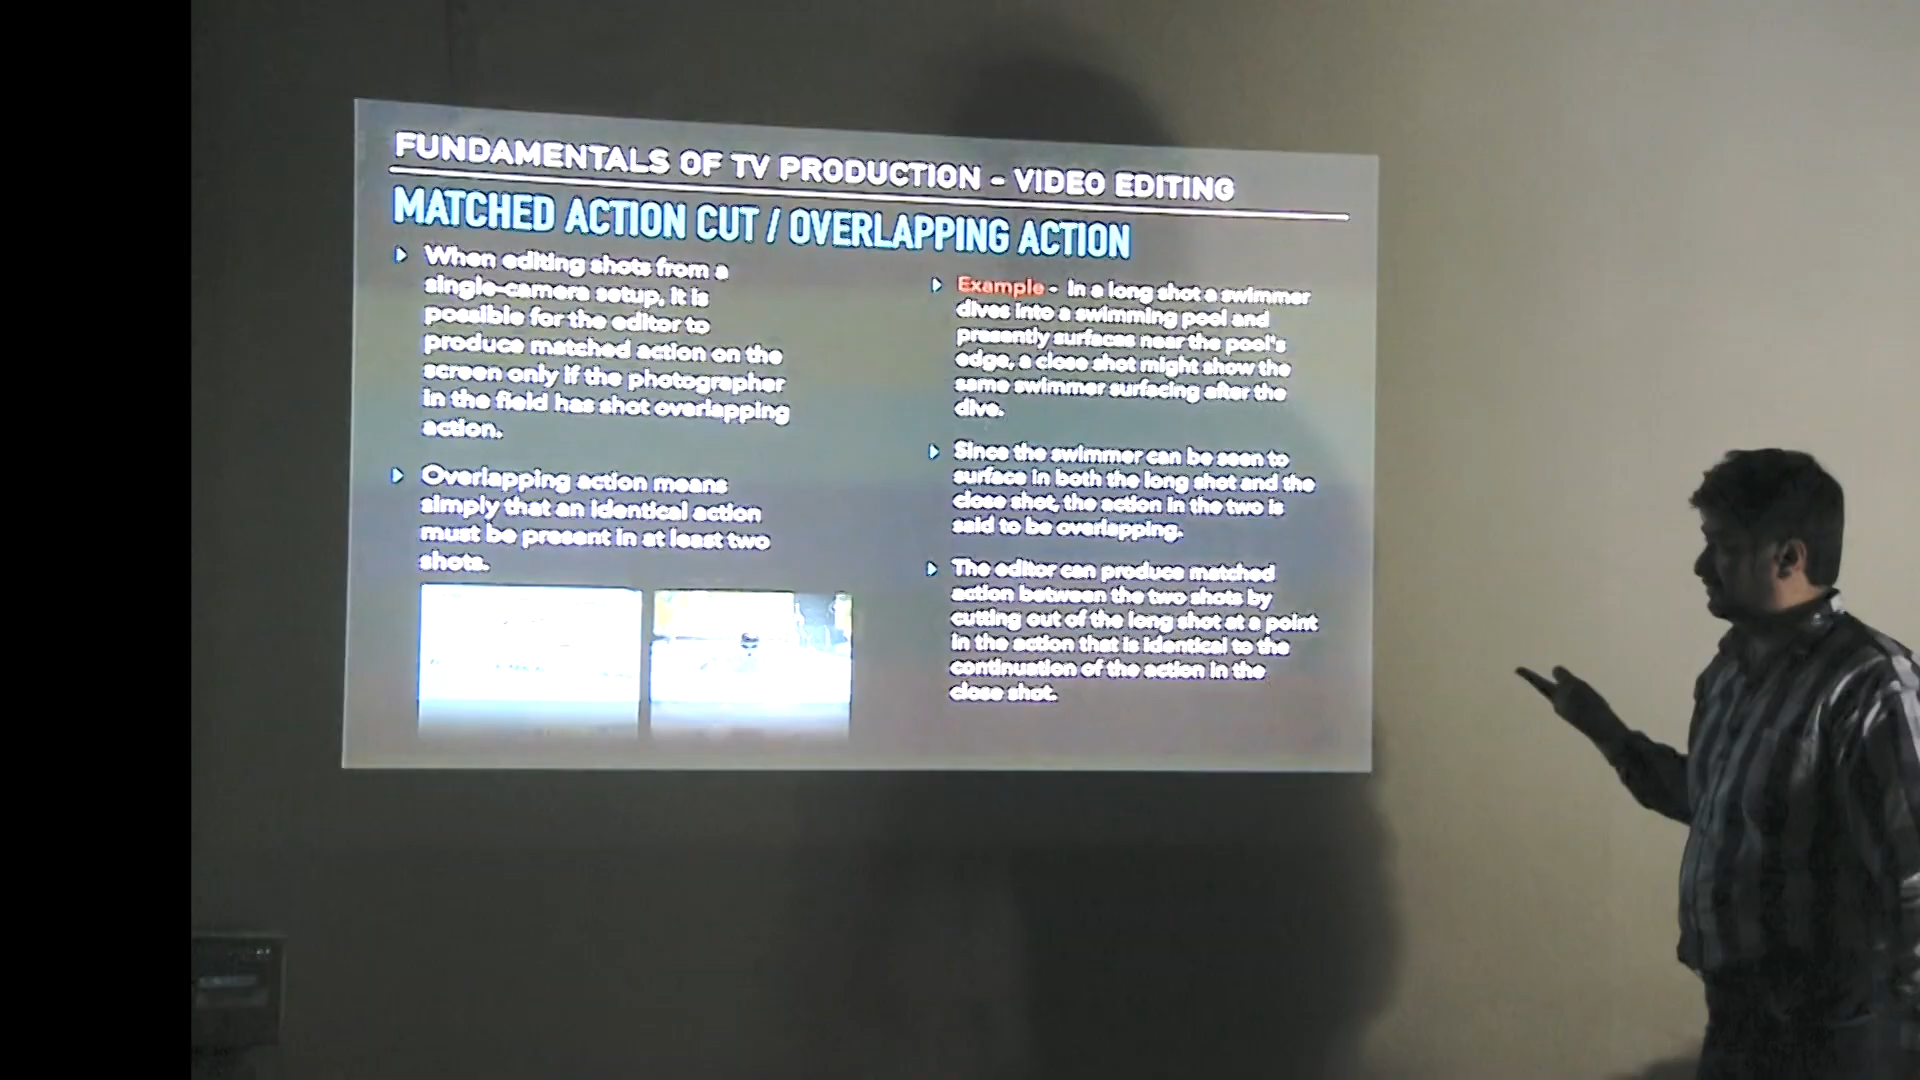 FUNDAMENTALS OF TV PRODUCTION - VIDEO EDITING
MATCHED ACTION CUT / OVERLAPPING ACTION
When editing shots from a
single-camera setup, it is
possible for the editor to
produce matched action on the
screen only if the photographer
in the field has shot overlapping
action.
Overlapping action means
simply that an identical action
must be present in at least two
shots.
Example - In a long shot a swimmer
dives into a swimming pool and
presently surfaces near the pool's
edge, a close shot might show the
same swimmer surfacing after the
dive.
Since the swimmer can be seen to
surface in both the long shot and the
close shot, the action in the two is
said to be overlapping.
The editor can produce matched
action between the two shots by
cutting out of the long shot at a point
in the action that is identical to the
continuation of the action in the
close shot.